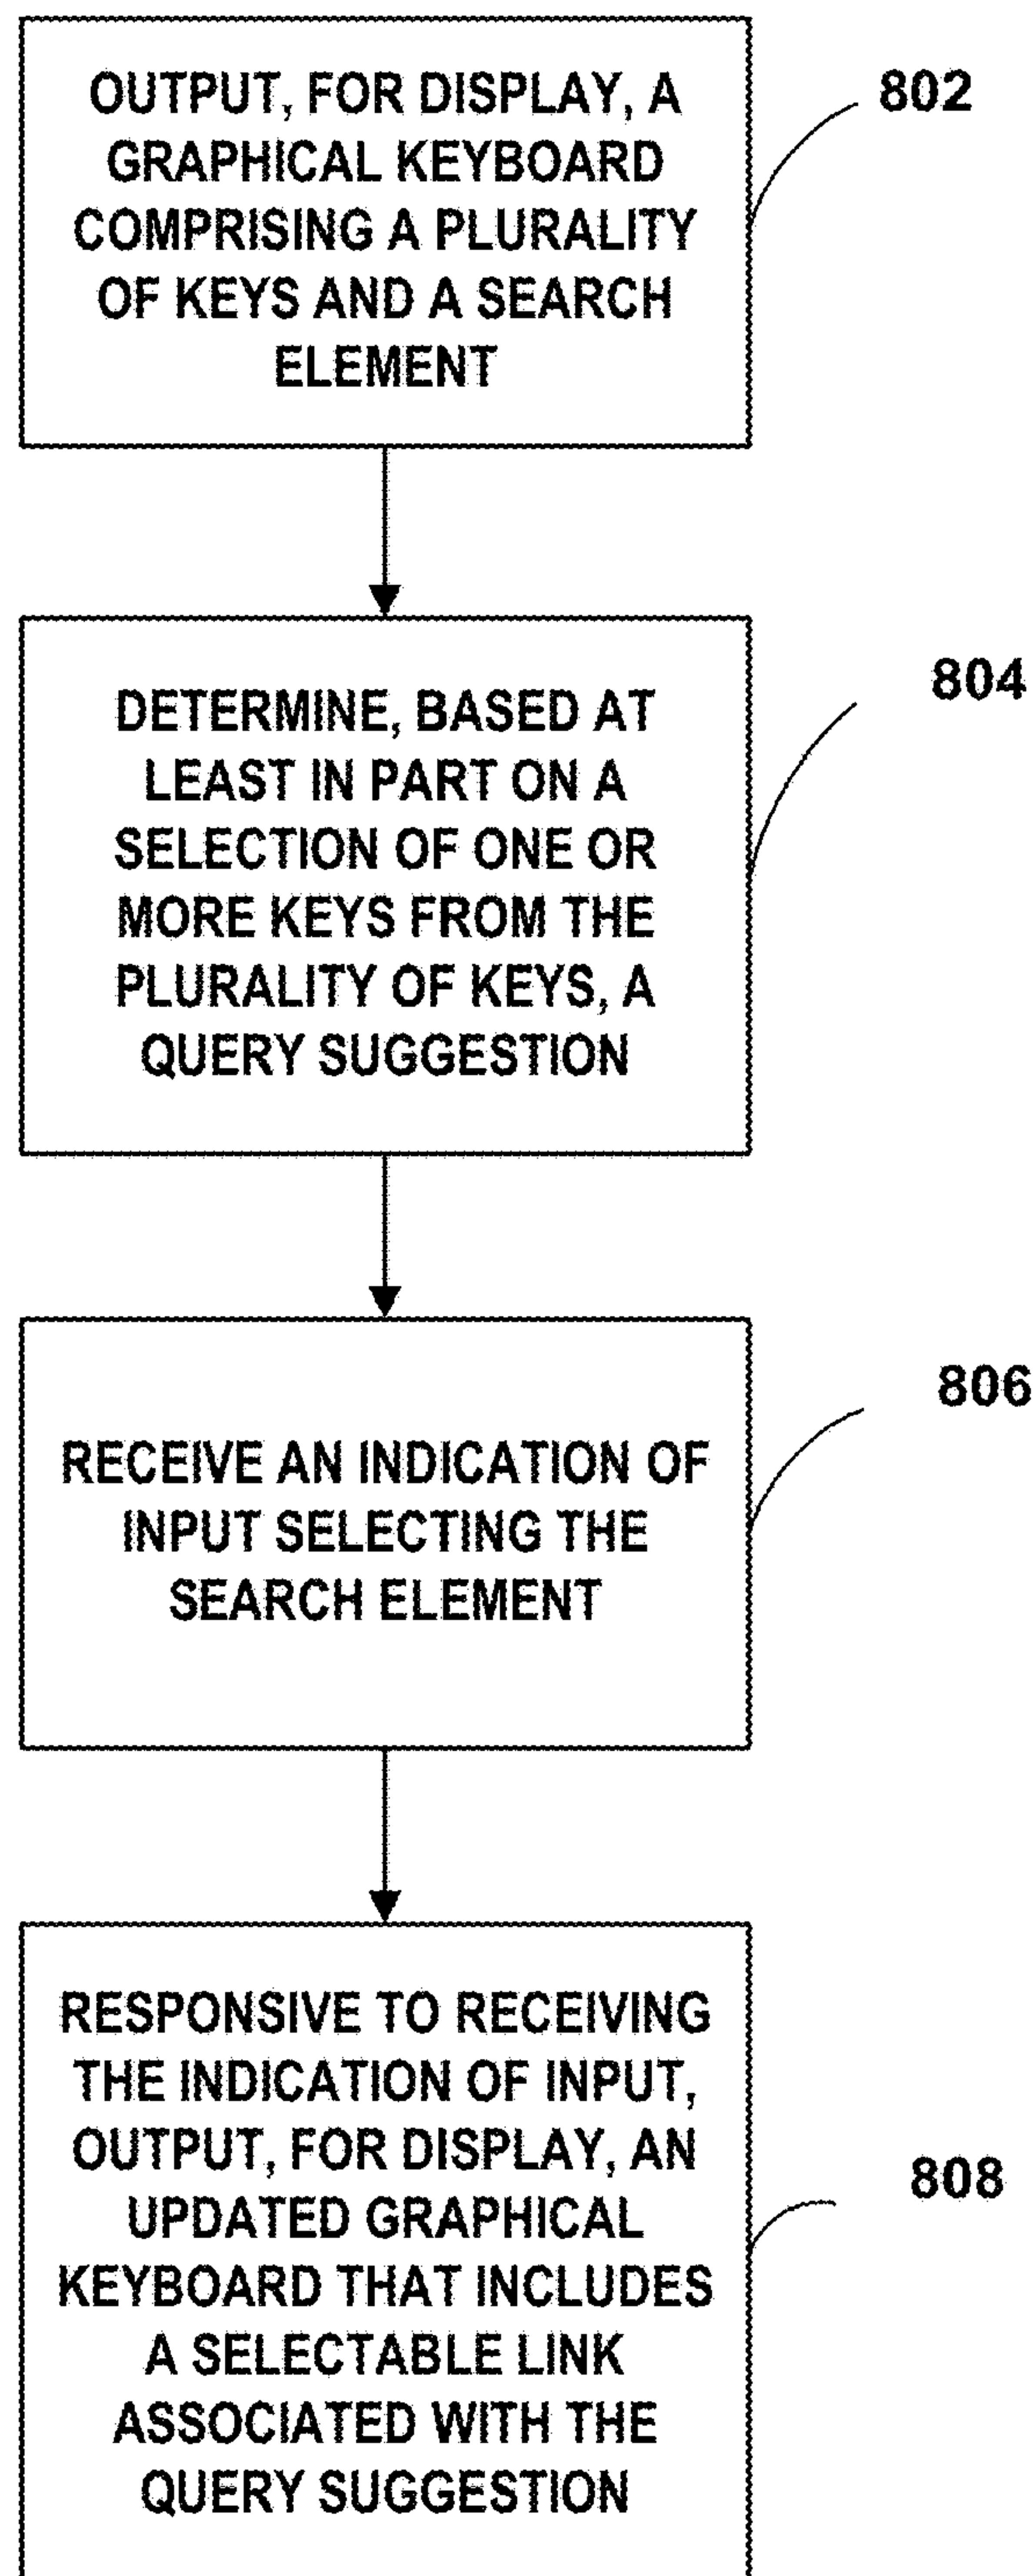 OUTPUT, FOR DISPLAY, A
GRAPHICAL KEYBOARD
COMPRISING A PLURALITY
OF KEYS AND A SEARCH
ELEMENT
802
DETERMINE, BASED AT
LEAST IN PART ON A
SELECTION OF ONE OR
MORE KEYS FROM THE
PLURALITY OF KEYS, A
QUERY SUGGESTION
804
RECEIVE AN INDICATION OF
INPUT SELECTING THE
SEARCH ELEMENT
806
RESPONSIVE TO RECEIVING
THE INDICATION OF INPUT,
OUTPUT, FOR DISPLAY, AN
UPDATED GRAPHICAL
KEYBOARD THAT INCLUDES
A SELECTABLE LINK
ASSOCIATED WITH THE
QUERY SUGGESTION
808